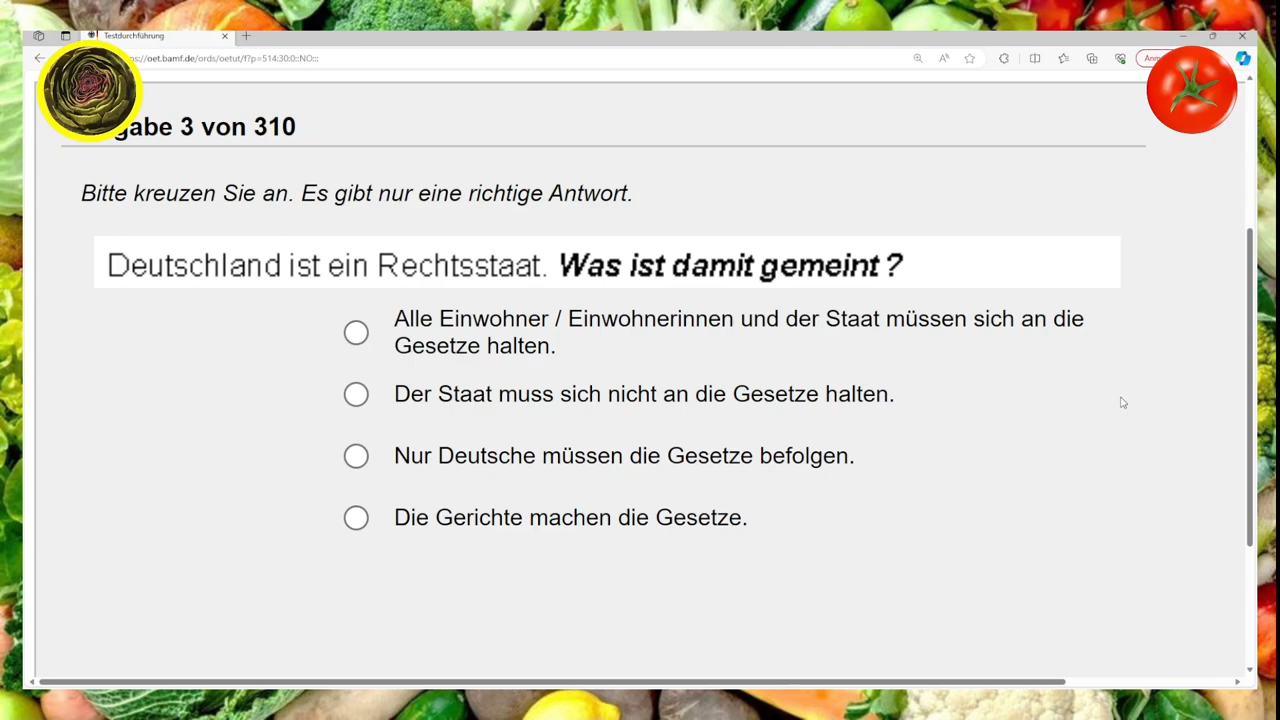 Testdurchführung
oet.bamf.de/ords/oetut/f?p=514:30:0::NO:::
gabe 3 von 310
Bitte kreuzen Sie an. Es gibt nur eine richtige Antwort.
Deutschland ist ein Rechtsstaat. Was ist damit gemeint ?
Alle Einwohner / Einwohnerinnen und der Staat müssen sich an die
Gesetze halten.
Der Staat muss sich nicht an die Gesetze halten.
Nur Deutsche müssen die Gesetze befolgen.
Die Gerichte machen die Gesetze.